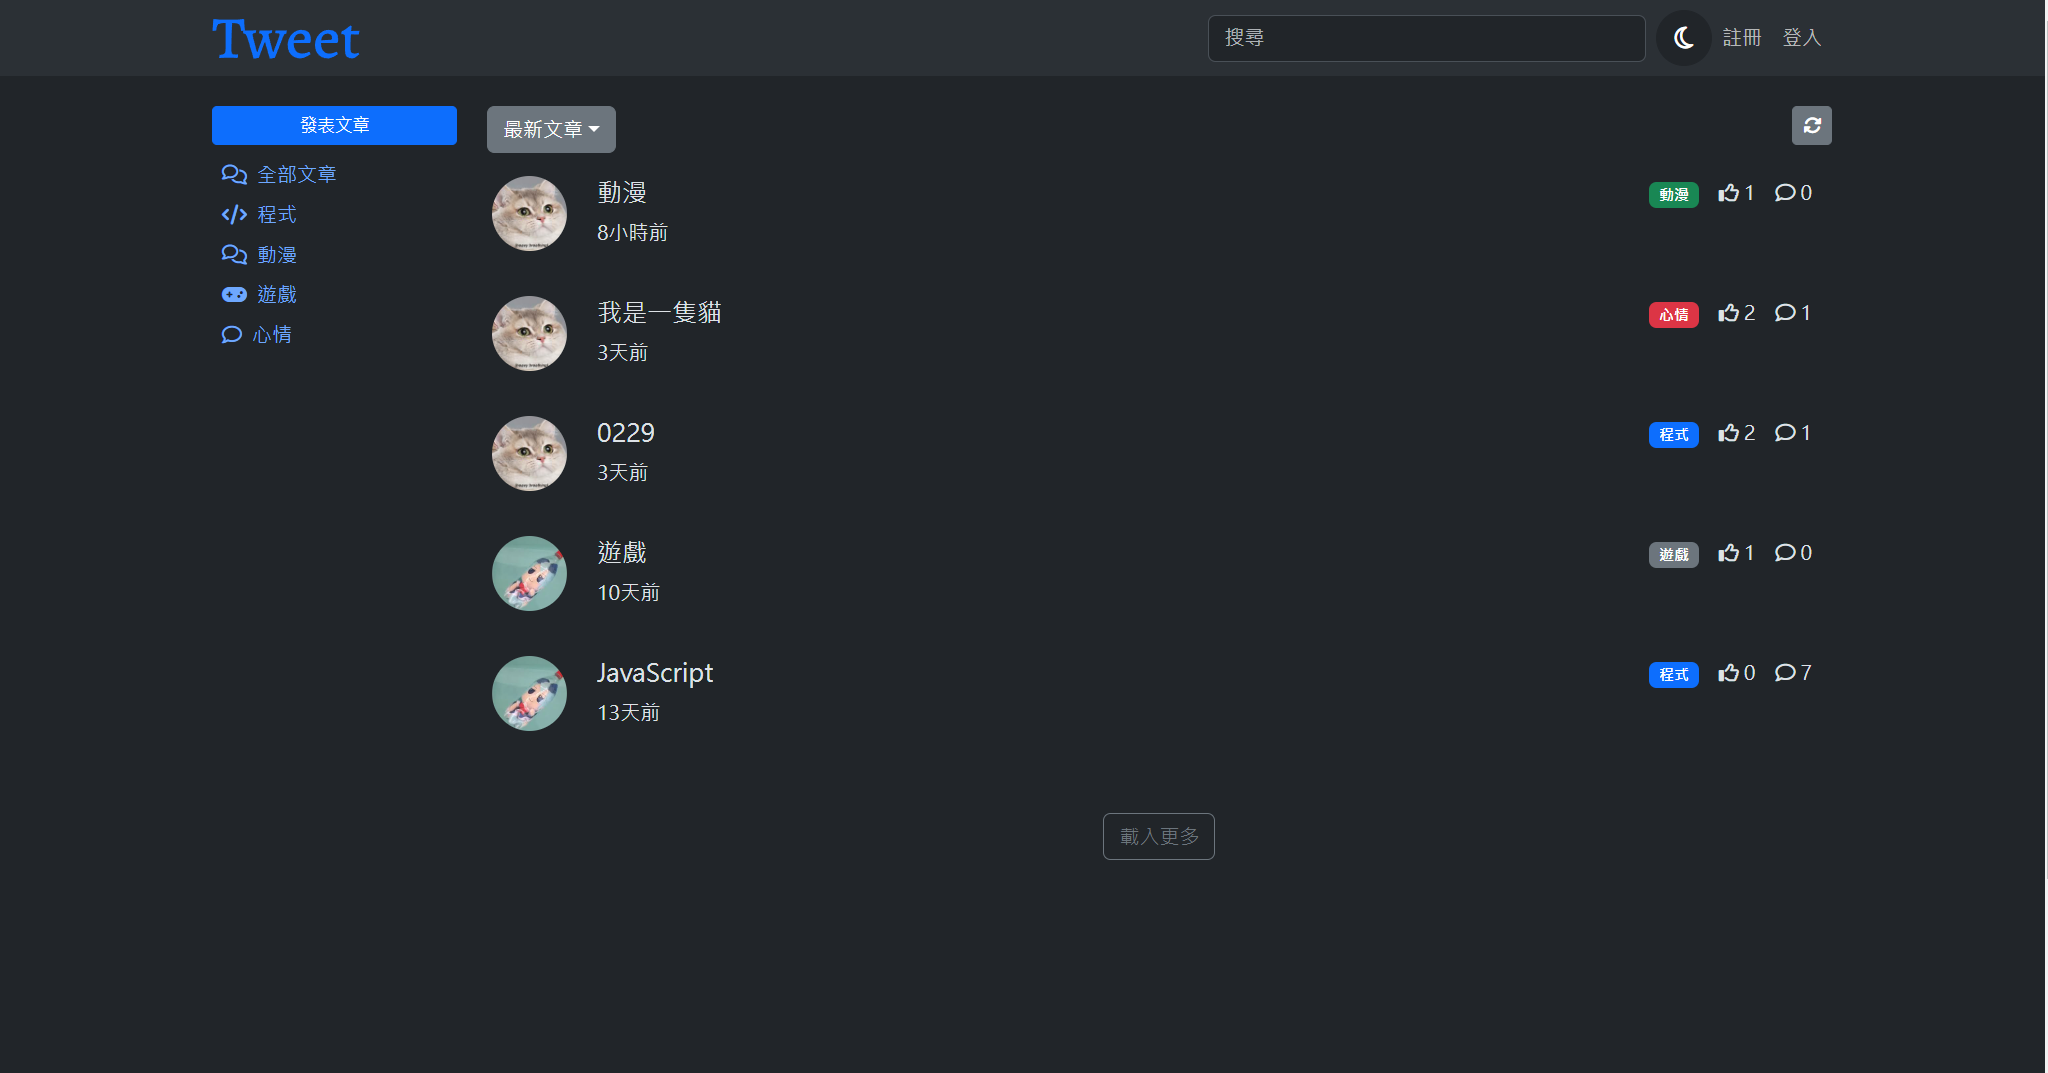 Tweet
搜尋
註冊 登入
發表文章
全部文章
程式
動漫
遊戲
心情
最新文章
動漫
動漫 1 0
8小時前
我是一隻貓
心情 2 1
3天前
0229
程式 2 1
3天前
遊戲
遊戲 1 0
10天前
JavaScript
程式 0 7
13天前
載入更多